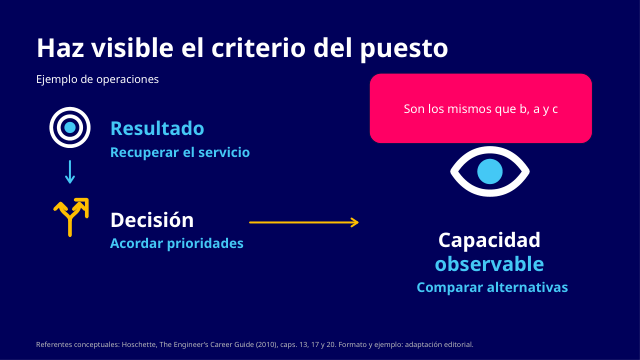 Haz visible el criterio del puesto
Ejemplo de operaciones
Son los mismos que b, a y c
Resultado
Recuperar el servicio
Decisión
Acordar prioridades
Capacidad
observable
Comparar alternativas
Referentes conceptuales: Hoschette, The Engineer's Career Guide (2010), caps. 13, 17 y 20. Formato y ejemplo: adaptación editorial.